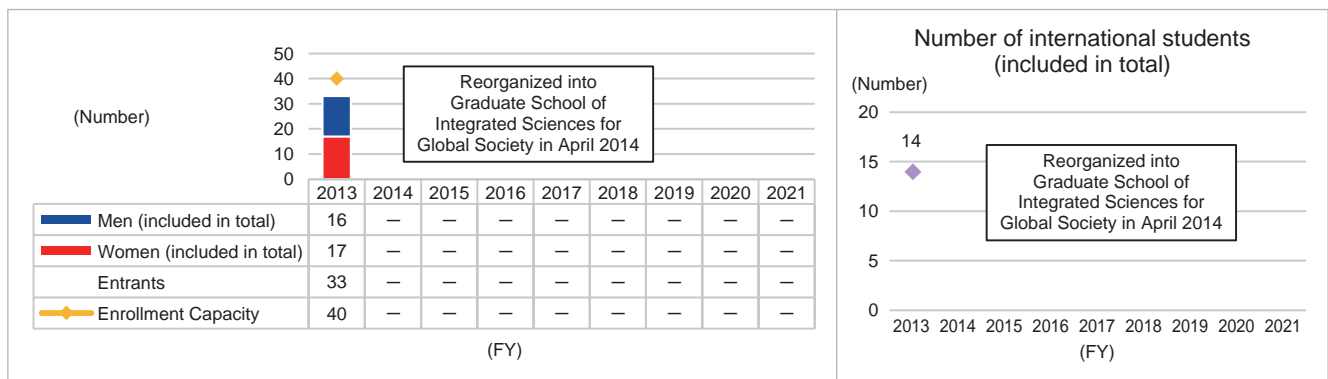 50
40
30
20
10
0
(Number)
Reorganized into
Graduate School of
Integrated Sciences for
Global Society in April 2014
2013 2014 2015 2016 2017 2018 2019 2020 2021
Men (included in total) 16 — — — — — — — —
Women (included in total) 17 — — — — — — — —
Entrants 33 — — — — — — — —
Enrollment Capacity 40 — — — — — — — —
(FY)
Number of international students
(included in total)
(Number)
20
15
10
5
0
14
Reorganized into
Graduate School of
Integrated Sciences for
Global Society in April 2014
2013 2014 2015 2016 2017 2018 2019 2020 2021
(FY)